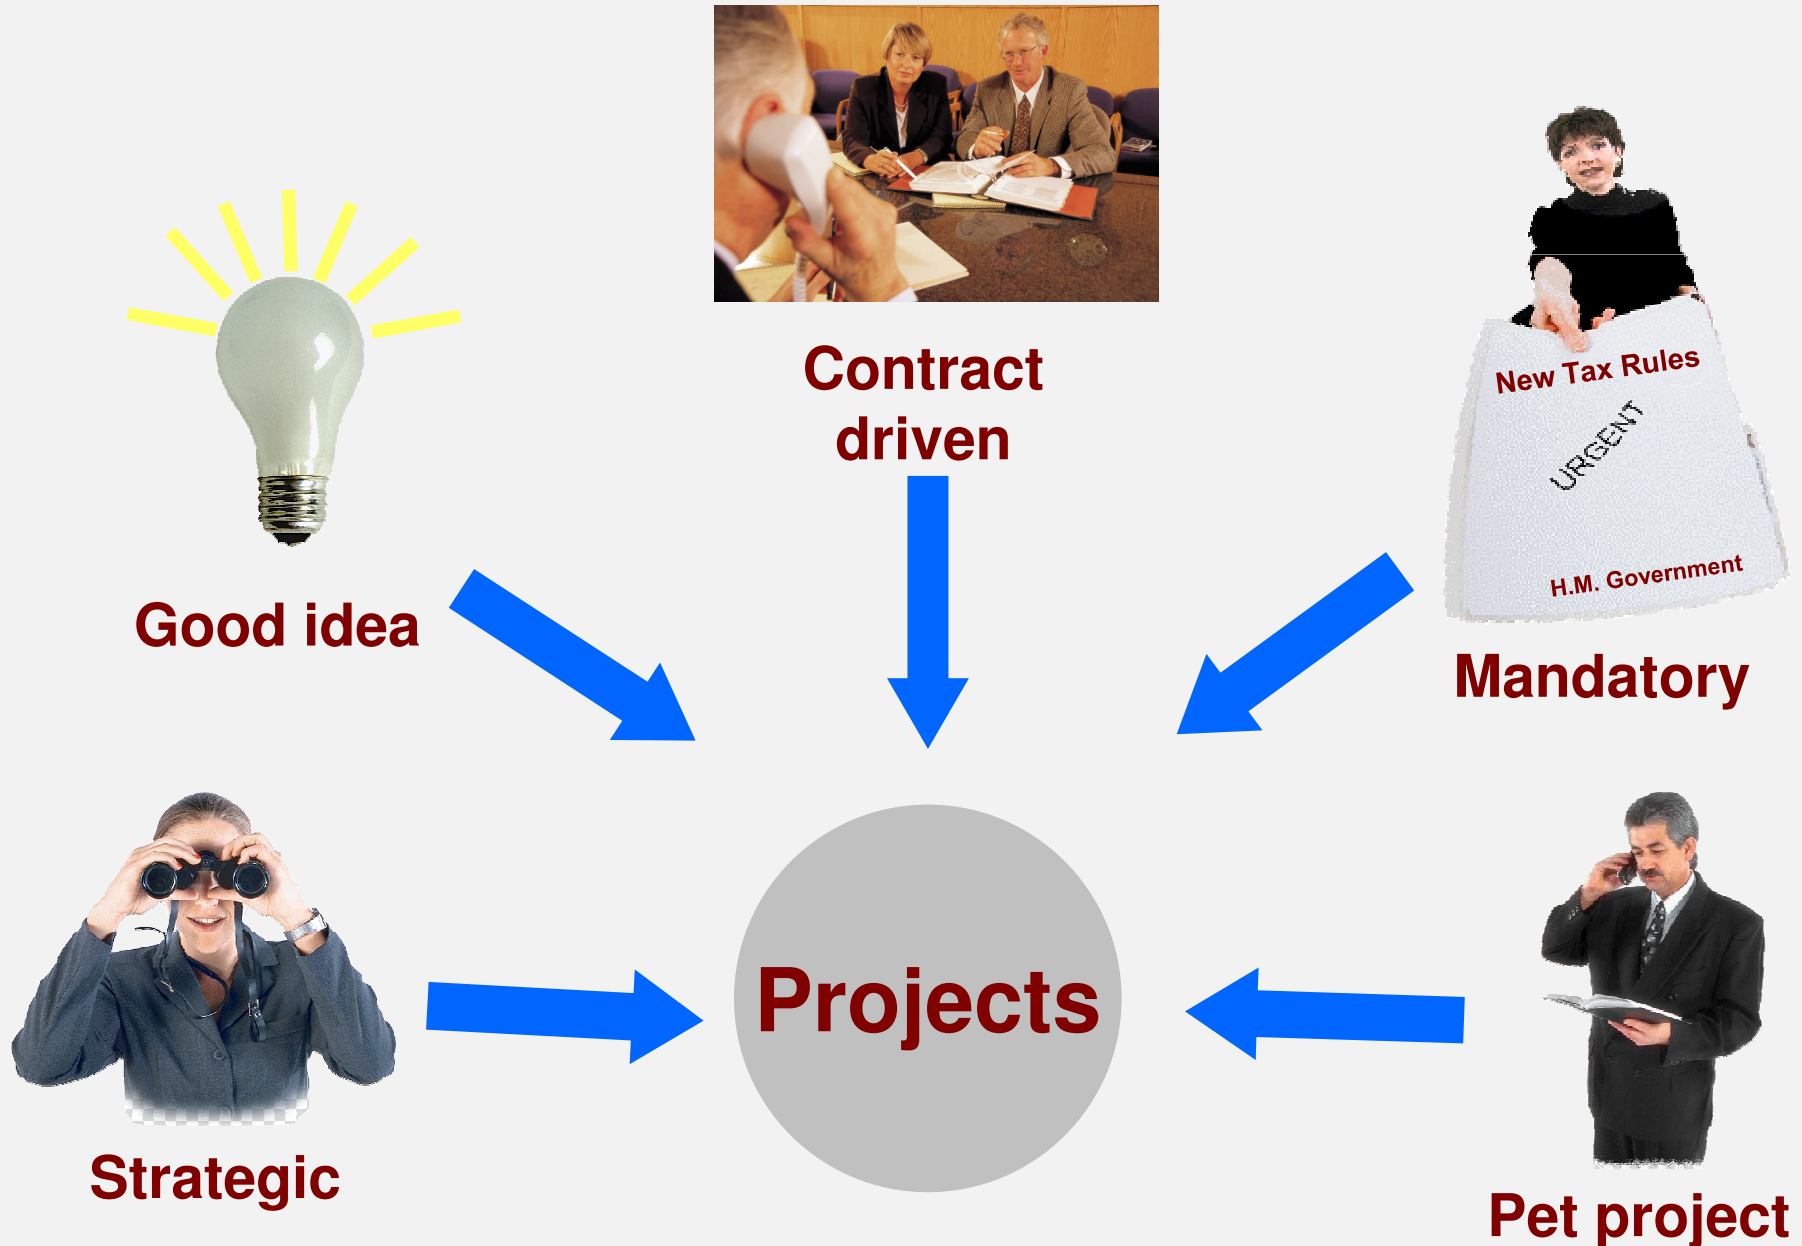 Contract
driven
New Tax Rules
URGENT
H.M. Government
Good idea
Mandatory
Projects
Strategic
Pet project